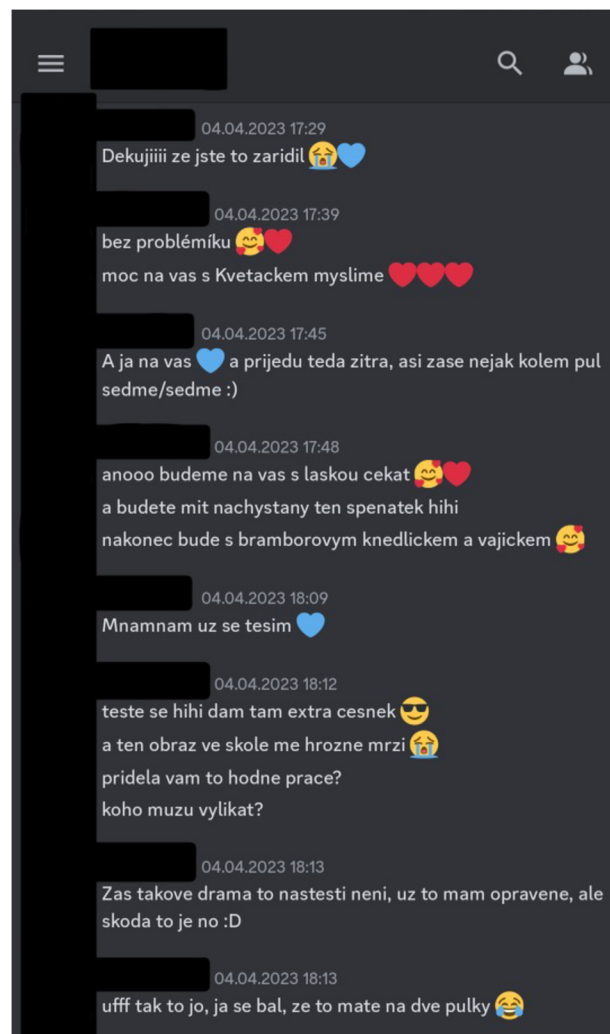 04.04.2023 17:29
Dekujiiii ze jste to zaridil 😭💙
04.04.2023 17:39
bez problémíku 🥰❤️
moc na vas s Kvetackem myslime ❤️❤️❤️
04.04.2023 17:45
A ja na vas 💙 a prijedu teda zitra, asi zase nejak kolem pul
sedme/sedme :)
04.04.2023 17:48
anooo budeme na vas s laskou cekat 🥰❤️
a budete mit nachystany ten spenatek hihi
nakonec bude s bramborovym knedlickem a vajickem 🥰
04.04.2023 18:09
Mnamnam uz se tesim 💙
04.04.2023 18:12
teste se hihi dam tam extra cesnek 😎
a ten obraz ve skole me hrozne mrzi 😭
pridela vam to hodne prace?
koho muzu vylikat?
04.04.2023 18:13
Zas takove drama to nastesti neni, uz to mam opravene, ale
skoda to je no :D
04.04.2023 18:13
ufff tak to jo, ja se bal, ze to mate na dve pulky 😂